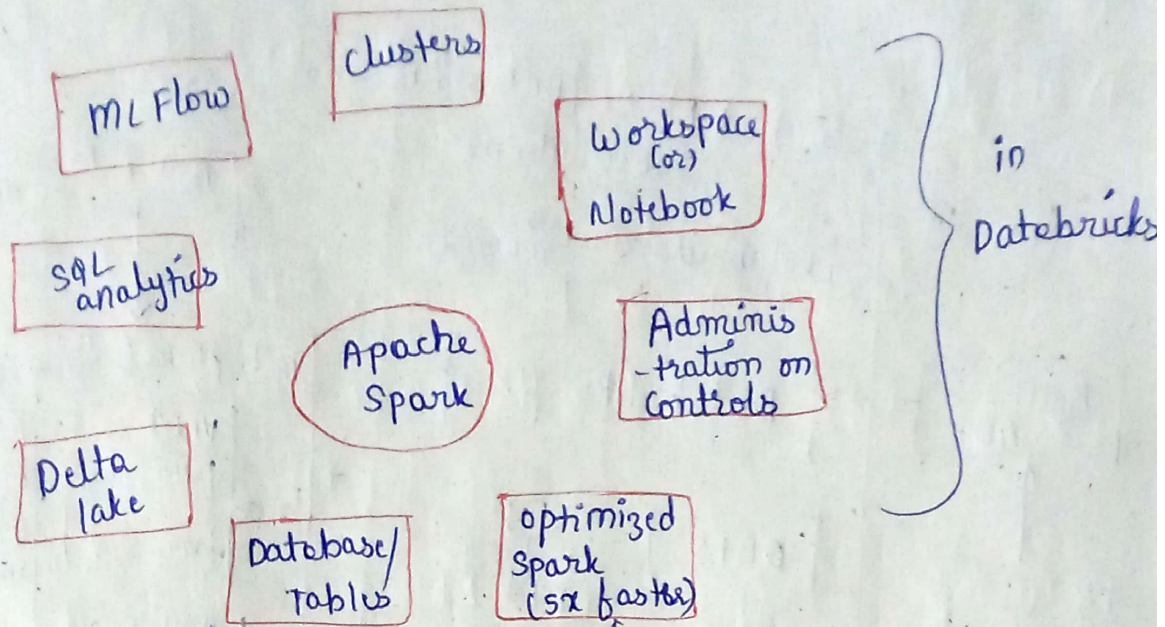 clusters
ML Flow
Workspace
(or)
Notebook
in
Databricks
SQL
analytics
Apache
Spark
Adminis
-tration on
controls
Delta
lake
Database/
Tables
optimized
Spark
(5x faster)